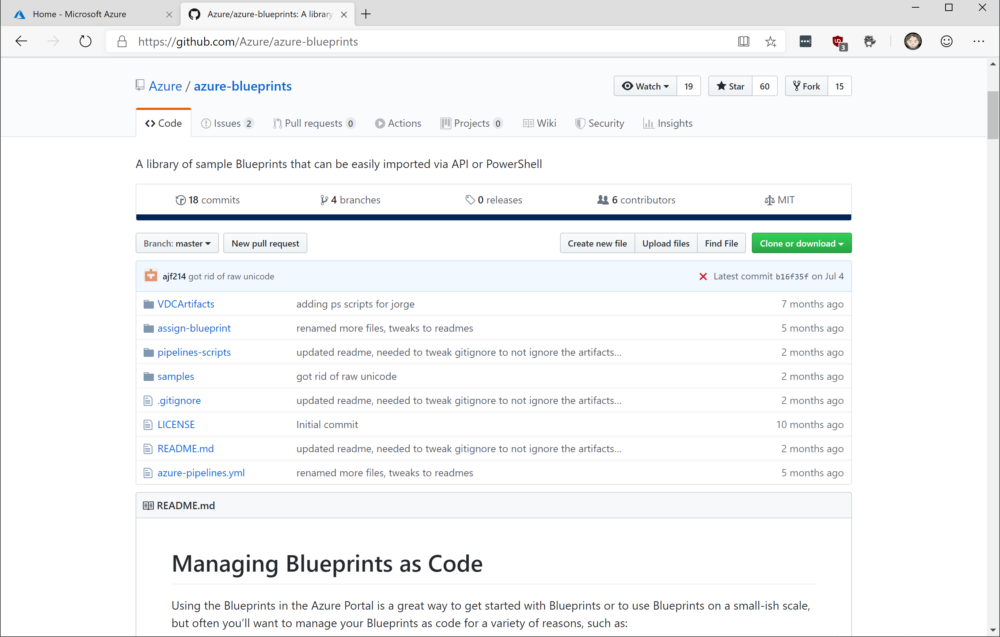 Home - Microsoft Azure
Azure/azure-blueprints: A library
https://github.com/Azure/azure-blueprints
3
Azure / azure-blueprints
Watch 19
Star 60
Fork 15
Code
Issues 2
Pull requests 0
Actions
Projects 0
Wiki
Security
Insights
A library of sample Blueprints that can be easily imported via API or PowerShell
18 commits
4 branches
0 releases
6 contributors
MIT
Branch: master
New pull request
Create new file
Upload files
Find File
Clone or download
ajf214 got rid of raw unicode
Latest commit b16f35f on Jul 4
VDCArtifacts adding ps scripts for jorge 7 months ago
assign-blueprint renamed more files, tweaks to readmes 5 months ago
pipelines-scripts updated readme, needed to tweak gitignore to not ignore the artifacts... 2 months ago
samples got rid of raw unicode 2 months ago
.gitignore updated readme, needed to tweak gitignore to not ignore the artifacts... 2 months ago
LICENSE Initial commit 10 months ago
README.md updated readme, needed to tweak gitignore to not ignore the artifacts... 2 months ago
azure-pipelines.yml renamed more files, tweaks to readmes 5 months ago
README.md
Managing Blueprints as Code
Using the Blueprints in the Azure Portal is a great way to get started with Blueprints or to use Blueprints on a small-ish scale,
but often you’ll want to manage your Blueprints as code for a variety of reasons, such as: